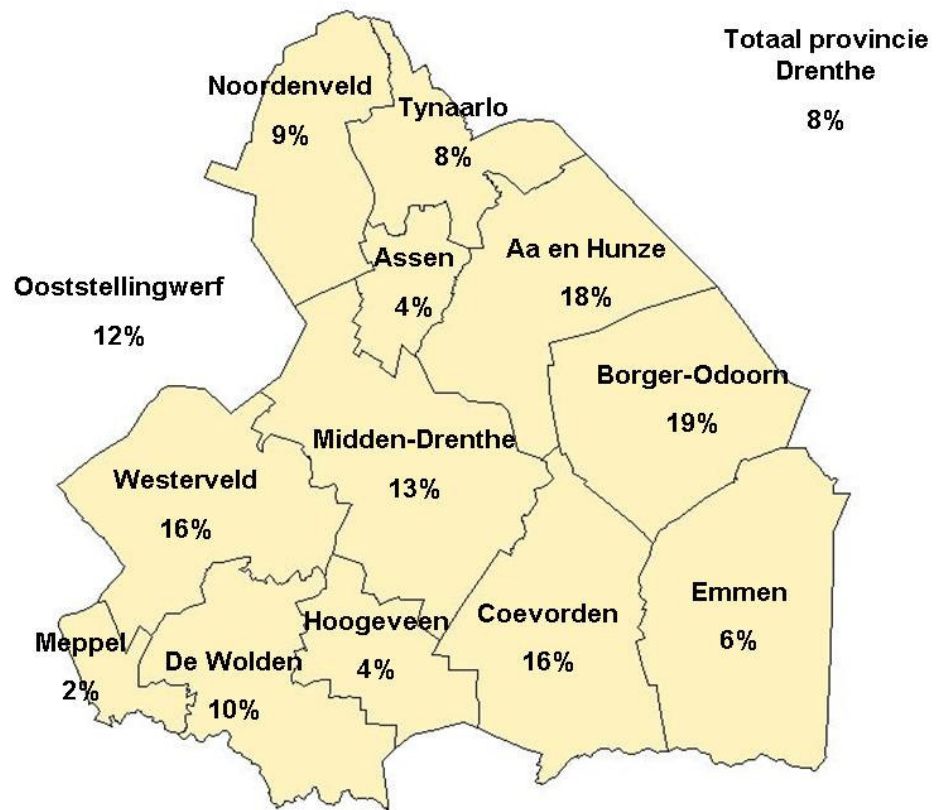 Totaal provincie
Drenthe
8%
Noordenveld
9%
Tynaarlo
8%
Assen
4%
Aa en Hunze
18%
Ooststellingwerf
12%
Borger-Odoorn
19%
Midden-Drenthe
13%
Westerveld
16%
Emmen
6%
Coevorden
16%
Hoogeveen
4%
Meppel
2%
De Wolden
10%